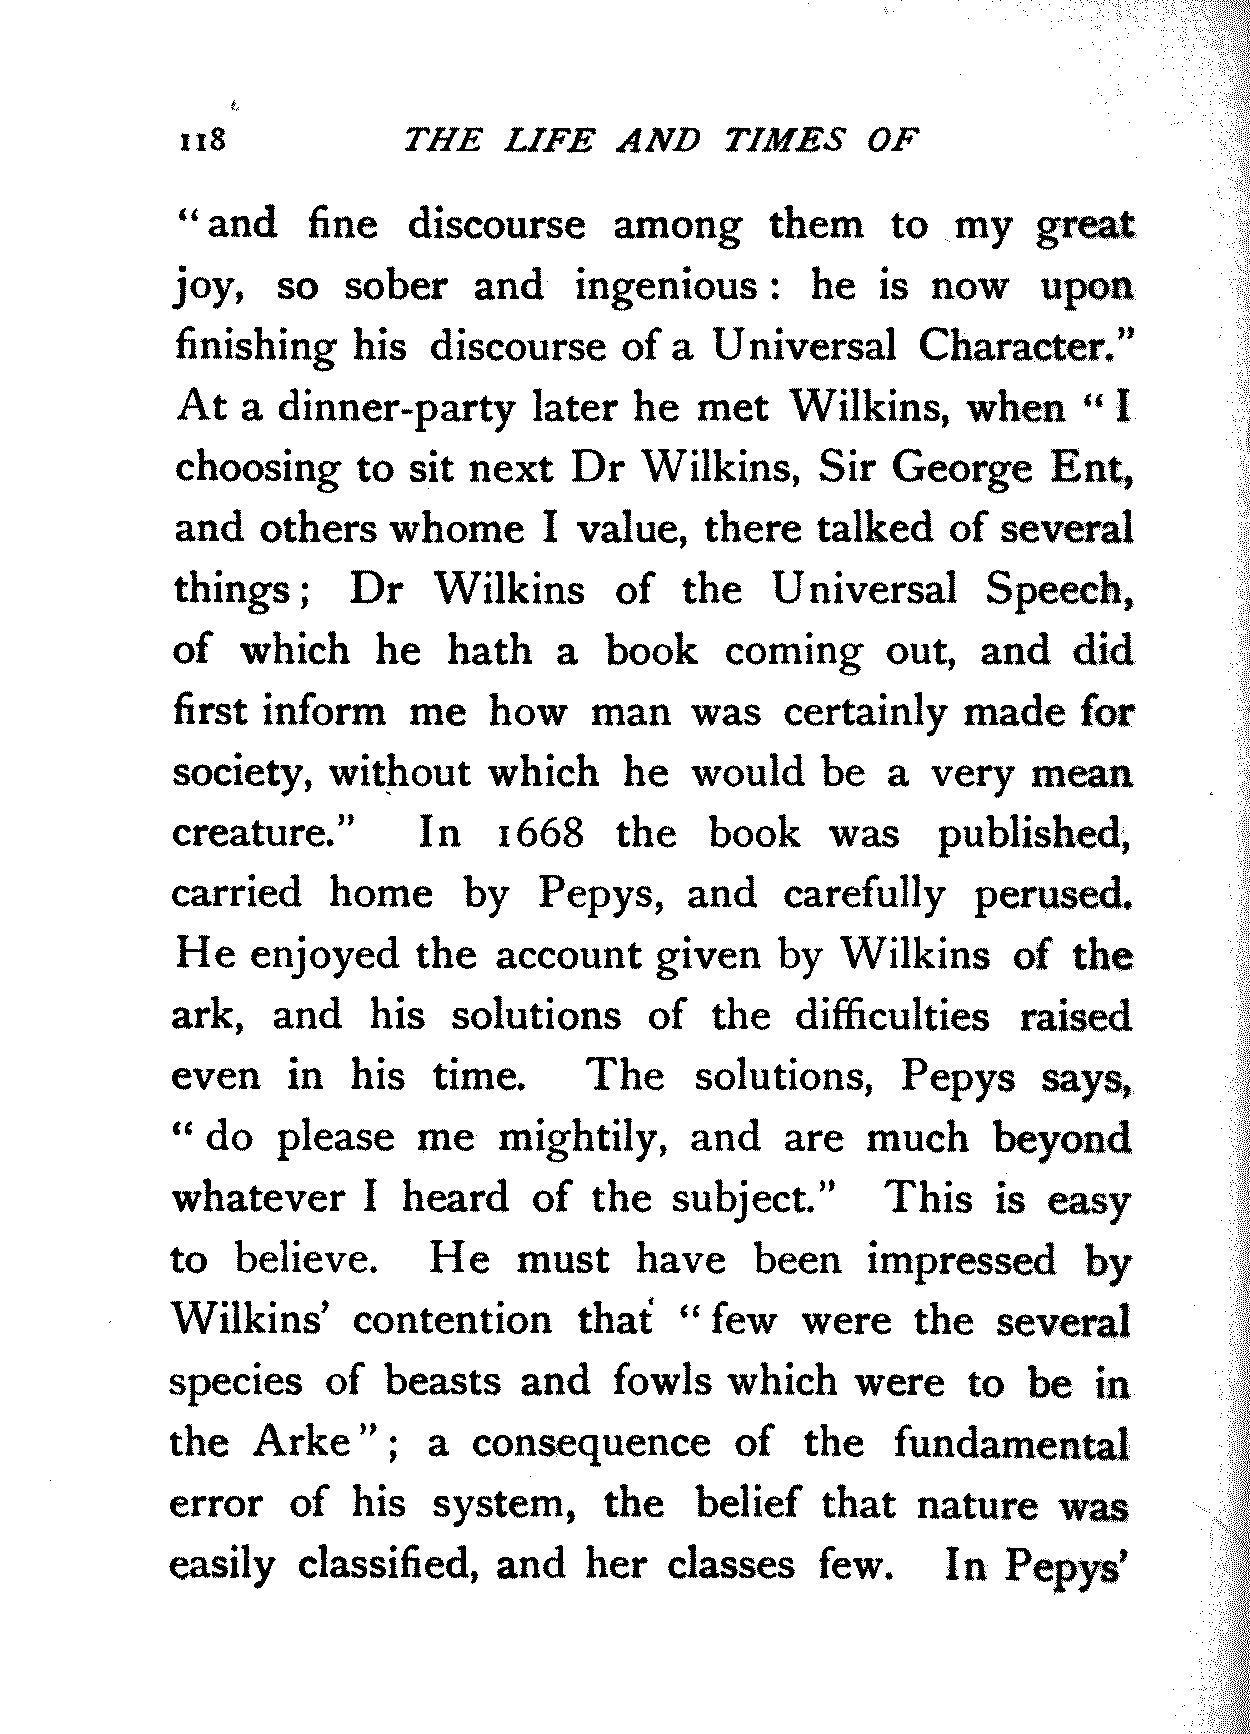 118 THE LIFE AND TIMES OF
“and fine discourse among them to my great
joy, so sober and ingenious : he is now upon
finishing his discourse of a Universal Character.”
At a dinner-party later he met Wilkins, when “ I
choosing to sit next Dr Wilkins, Sir George Ent,
and others whome I value, there talked of several
things ; Dr Wilkins of the Universal Speech,
of which he hath a book coming out, and did
first inform me how man was certainly made for
society, without which he would be a very mean
creature.” In 1668 the book was published,
carried home by Pepys, and carefully perused.
He enjoyed the account given by Wilkins of the
ark, and his solutions of the difficulties raised
even in his time. The solutions, Pepys says,
“ do please me mightily, and are much beyond
whatever I heard of the subject.” This is easy
to believe. He must have been impressed by
Wilkins’ contention that “ few were the several
species of beasts and fowls which were to be in
the Arke ” ; a consequence of the fundamental
error of his system, the belief that nature was
easily classified, and her classes few. In Pepys’